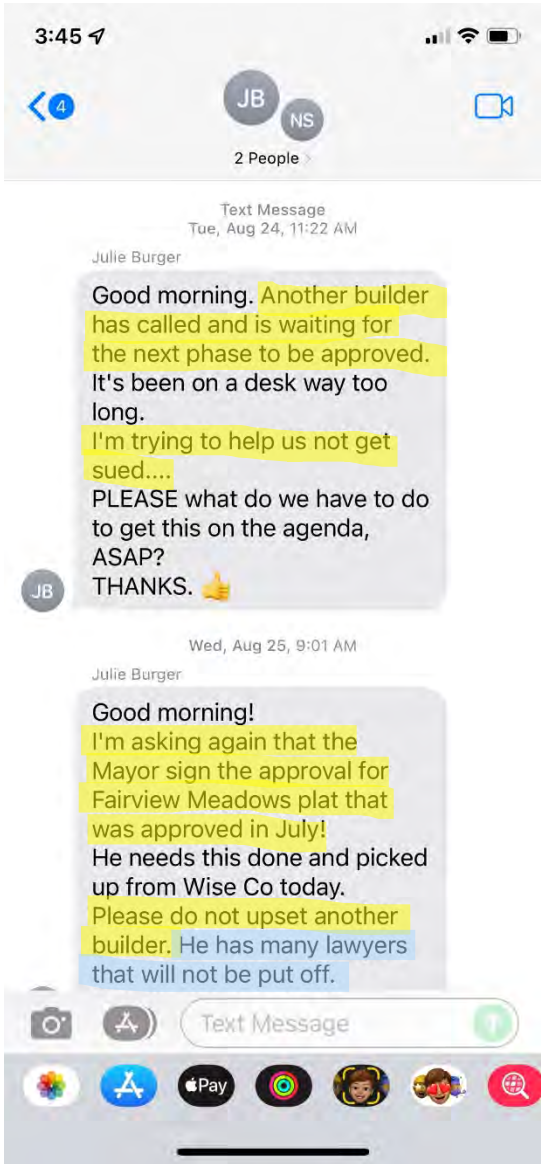 3:45
4
JB
NS
2 People
Text Message
Tue, Aug 24, 11:22 AM
Julie Burger
Good morning. Another builder
has called and is waiting for
the next phase to be approved.
It's been on a desk way too
long.
I'm trying to help us not get
sued....
PLEASE what do we have to do
to get this on the agenda,
ASAP?
THANKS. 👍
JB
Wed, Aug 25, 9:01 AM
Julie Burger
Good morning!
I'm asking again that the
Mayor sign the approval for
Fairview Meadows plat that
was approved in July!
He needs this done and picked
up from Wise Co today.
Please do not upset another
builder. He has many lawyers
that will not be put off.
Text Message
Pay